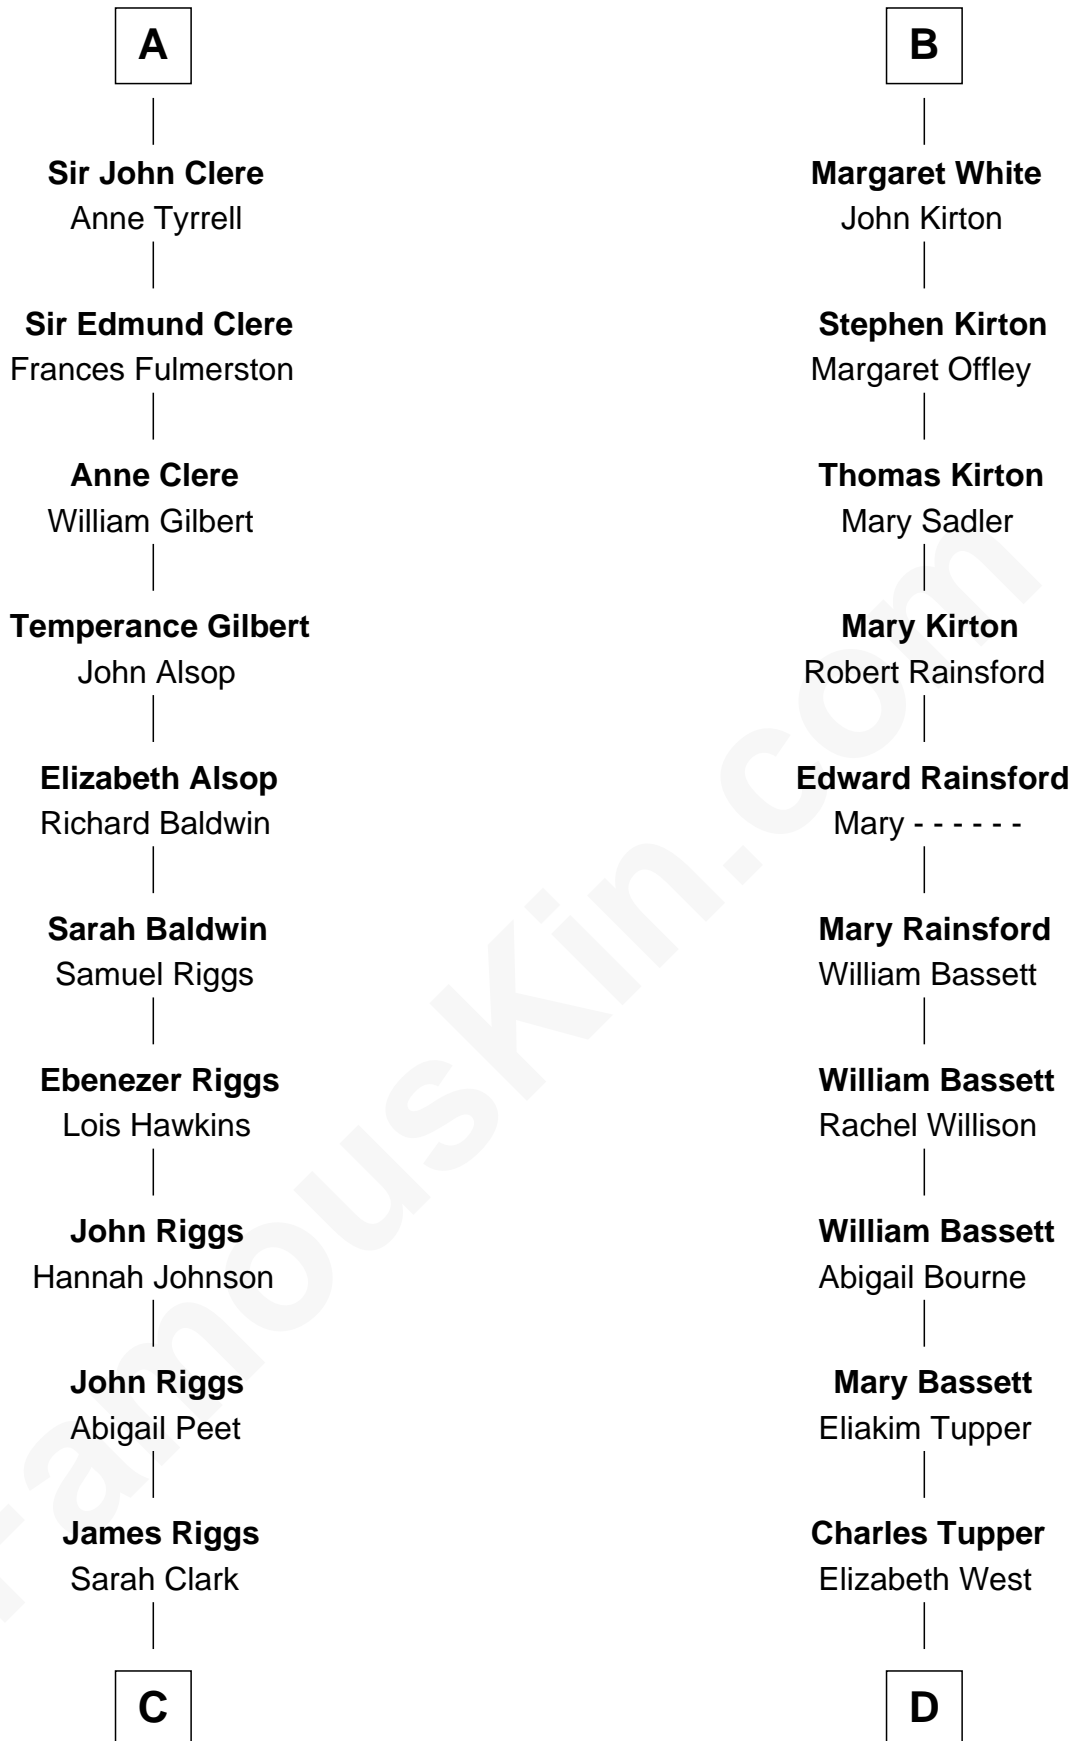 A
Sir John Clere
Anne Tyrrell
Sir Edmund Clere
Frances Fulmerston
Anne Clere
William Gilbert
Temperance Gilbert
John Alsop
Elizabeth Alsop
Richard Baldwin
Sarah Baldwin
Samuel Riggs
Ebenezer Riggs
Lois Hawkins
John Riggs
Hannah Johnson
John Riggs
Abigail Peet
James Riggs
Sarah Clark
C
B
Margaret White
John Kirton
Stephen Kirton
Margaret Offley
Thomas Kirton
Mary Sadler
Mary Kirton
Robert Rainsford
Edward Rainsford
Mary - - - - - -
Mary Rainsford
William Bassett
William Bassett
Rachel Willison
William Bassett
Abigail Bourne
Mary Bassett
Eliakim Tupper
Charles Tupper
Elizabeth West
D
FamousKin.com